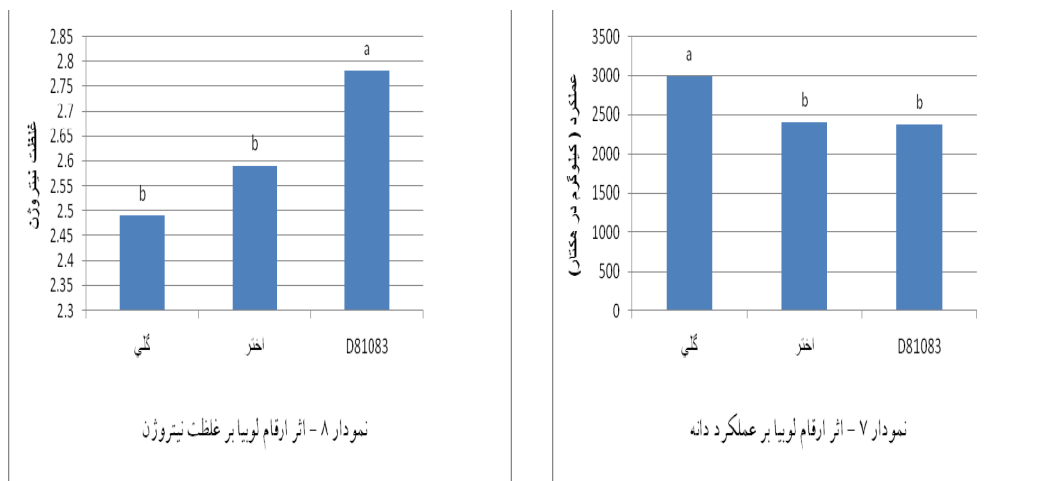 2.85
2.8
2.75
2.7
2.65
2.6
2.55
2.5
2.45
2.4
2.35
2.3
غلظت نیتروژن
b
b
a
گلي
اختر
D81083
نمودار ٨ - اثر ارقام لوبیا بر غلظت نیتروژن
3500
3000
2500
2000
1500
1000
500
0
عملکرد ( کیلوگرم در هکتار)
a
b
b
گلي
اختر
D81083
نمودار ٧ - اثر ارقام لوبیا بر عملکرد دانه